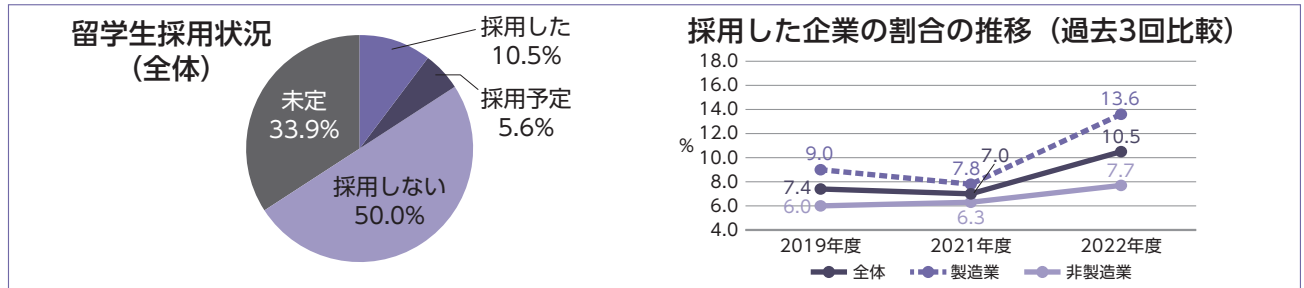 留学生採用状況
（全体）
採用した
10.5%
採用予定
5.6%
採用しない
50.0%
未定
33.9%
採用した企業の割合の推移（過去3回比較）
%
18.0
16.0
14.0
12.0
10.0
8.0
6.0
4.0
9.0
7.8
13.6
7.4
7.0
10.5
6.0
6.3
7.7
2019年度
2021年度
2022年度
全体
製造業
非製造業